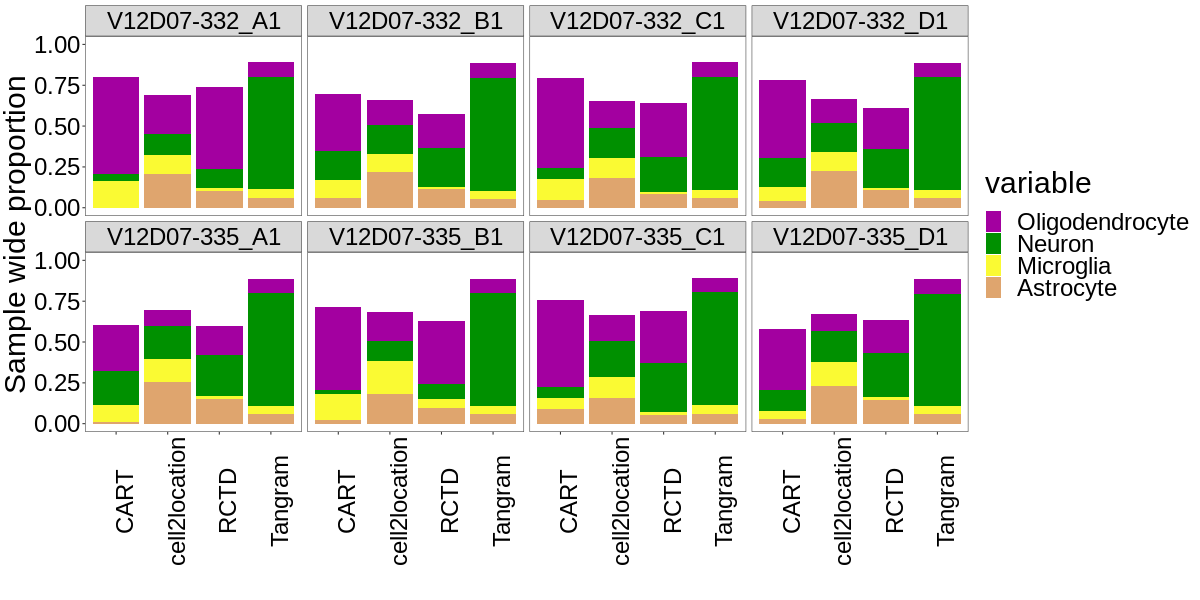 V12D07-332_A1 V12D07-332_B1 V12D07-332_C1 V12D07-332_D1
1.00
0.75
0.50
0.25
0.00
V12D07-335_A1 V12D07-335_B1 V12D07-335_C1 V12D07-335_D1
1.00
0.75
0.50
0.25
0.00
Sample wide proportion
CART cell2location RCTD Tangram CART cell2location RCTD Tangram CART cell2location RCTD Tangram CART cell2location RCTD Tangram
variable
Oligodendrocyte
Neuron
Microglia
Astrocyte